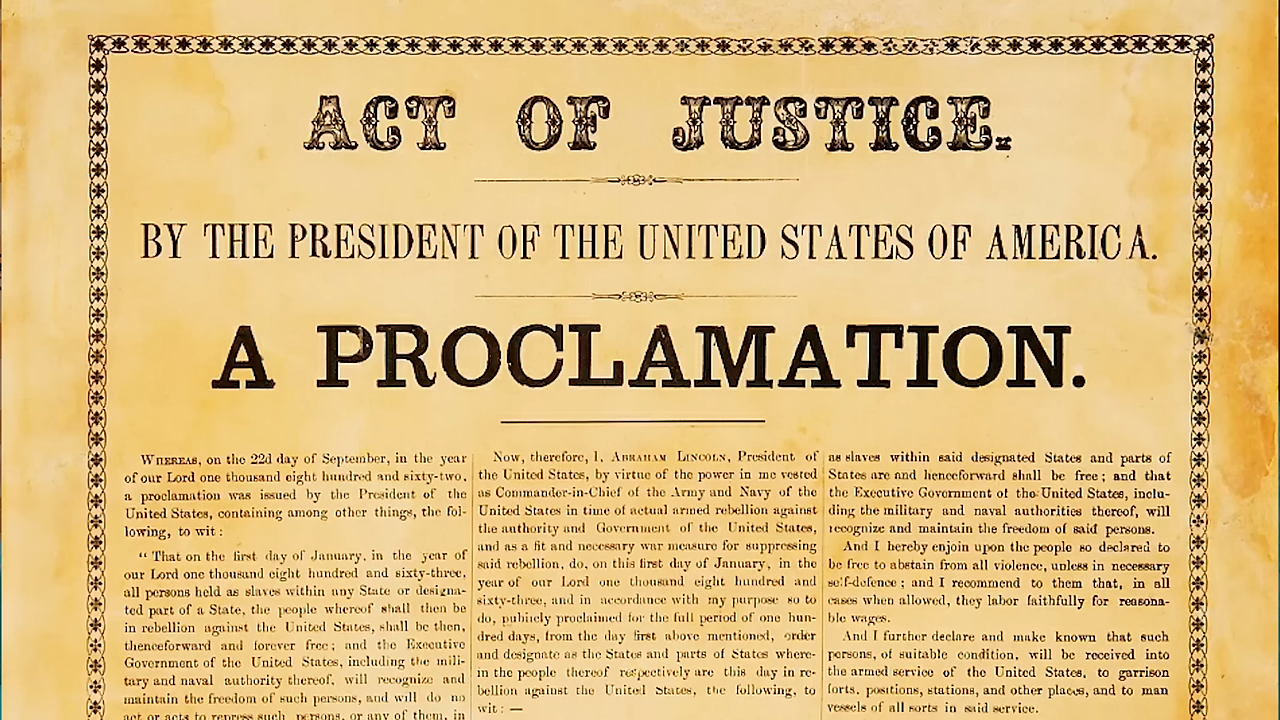 ACT OF JUSTICE.
BY THE PRESIDENT OF THE UNITED STATES OF AMERICA.
A PROCLAMATION.
WHEREAS, on the 22d day of September, in the year
of our Lord one thousand eight hundred and sixty-two,
a proclamation was issued by the President of the
United States, containing among other things, the fol-
lowing, to wit:
“ That on the first day of January, in the year of
our Lord one thousand eight hundred and sixty-three,
all persons held as slaves within any State or designa-
ted part of a State, the people whereof shall then be
in rebellion against the United States, shall be then,
thenceforward and forever free; and the Executive
Government of the United States, including the mili-
tary and naval authority thereof, will recognize and
maintain the freedom of such persons, and will do no
act or acts to repress such persons, or any of them, in
Now, therefore, I, ABRAHAM LINCOLN, President of
the United States, by virtue of the power in me vested
as Commander-in-Chief of the Army and Navy of the
United States in time of actual armed rebellion against
the authority and Government of the United States,
and as a fit and necessary war measure for suppressing
said rebellion, do, on this first day of January, in the
year of our Lord one thousand eight hundred and
sixty-three, and in accordance with my purpose so to
do, publicly proclaimed for the full period of one hun-
dred days, from the day first above mentioned, order
and designate as the States and parts of States where-
in the people thereof respectively are this day in re-
bellion against the United States, the following, to
wit: —
as slaves within said designated States and parts of
States are and henceforward shall be free; and that
the Executive Government of the United States, inclu-
ding the military and naval authorities thereof, will
recognize and maintain the freedom of said persons.
And I hereby enjoin upon the people so declared to
be free to abstain from all violence, unless in necessary
self-defence; and I recommend to them that, in all
cases when allowed, they labor faithfully for reasona-
ble wages.
And I further declare and make known that such
persons, of suitable condition, will be received into
the armed service of the United States, to garrison
forts, positions, stations, and other places, and to man
vessels of all sorts in said service.